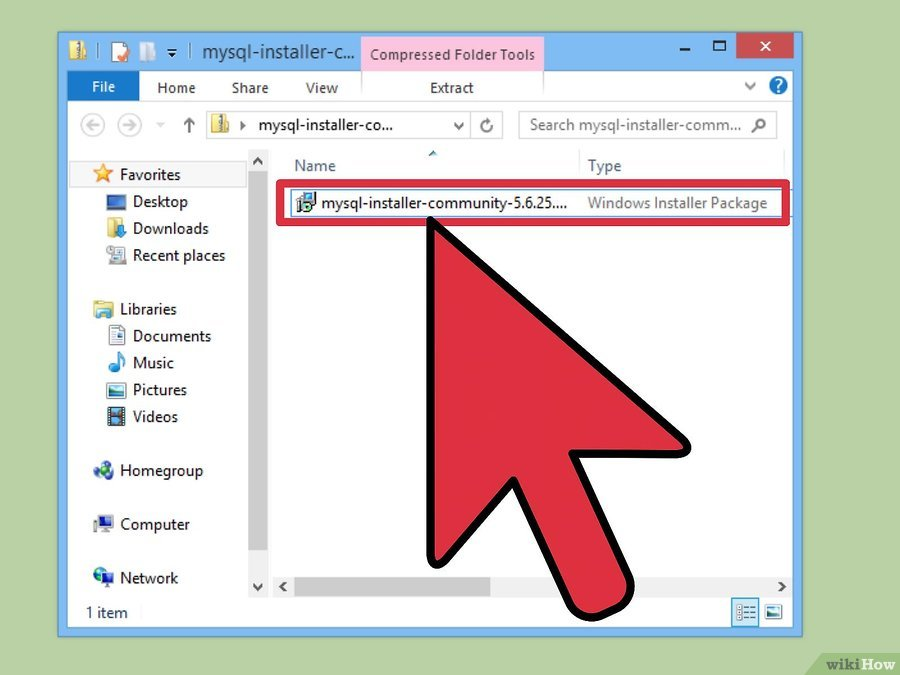 mysql-installer-c...
Compressed Folder Tools
File Home Share View Extract
mysql-installer-co...
Search mysql-installer-comm...
Name Type
mysql-installer-community-5.6.25.... Windows Installer Package
Favorites
Desktop
Downloads
Recent places
Libraries
Documents
Music
Pictures
Videos
Homegroup
Computer
Network
1 item
wikiHow